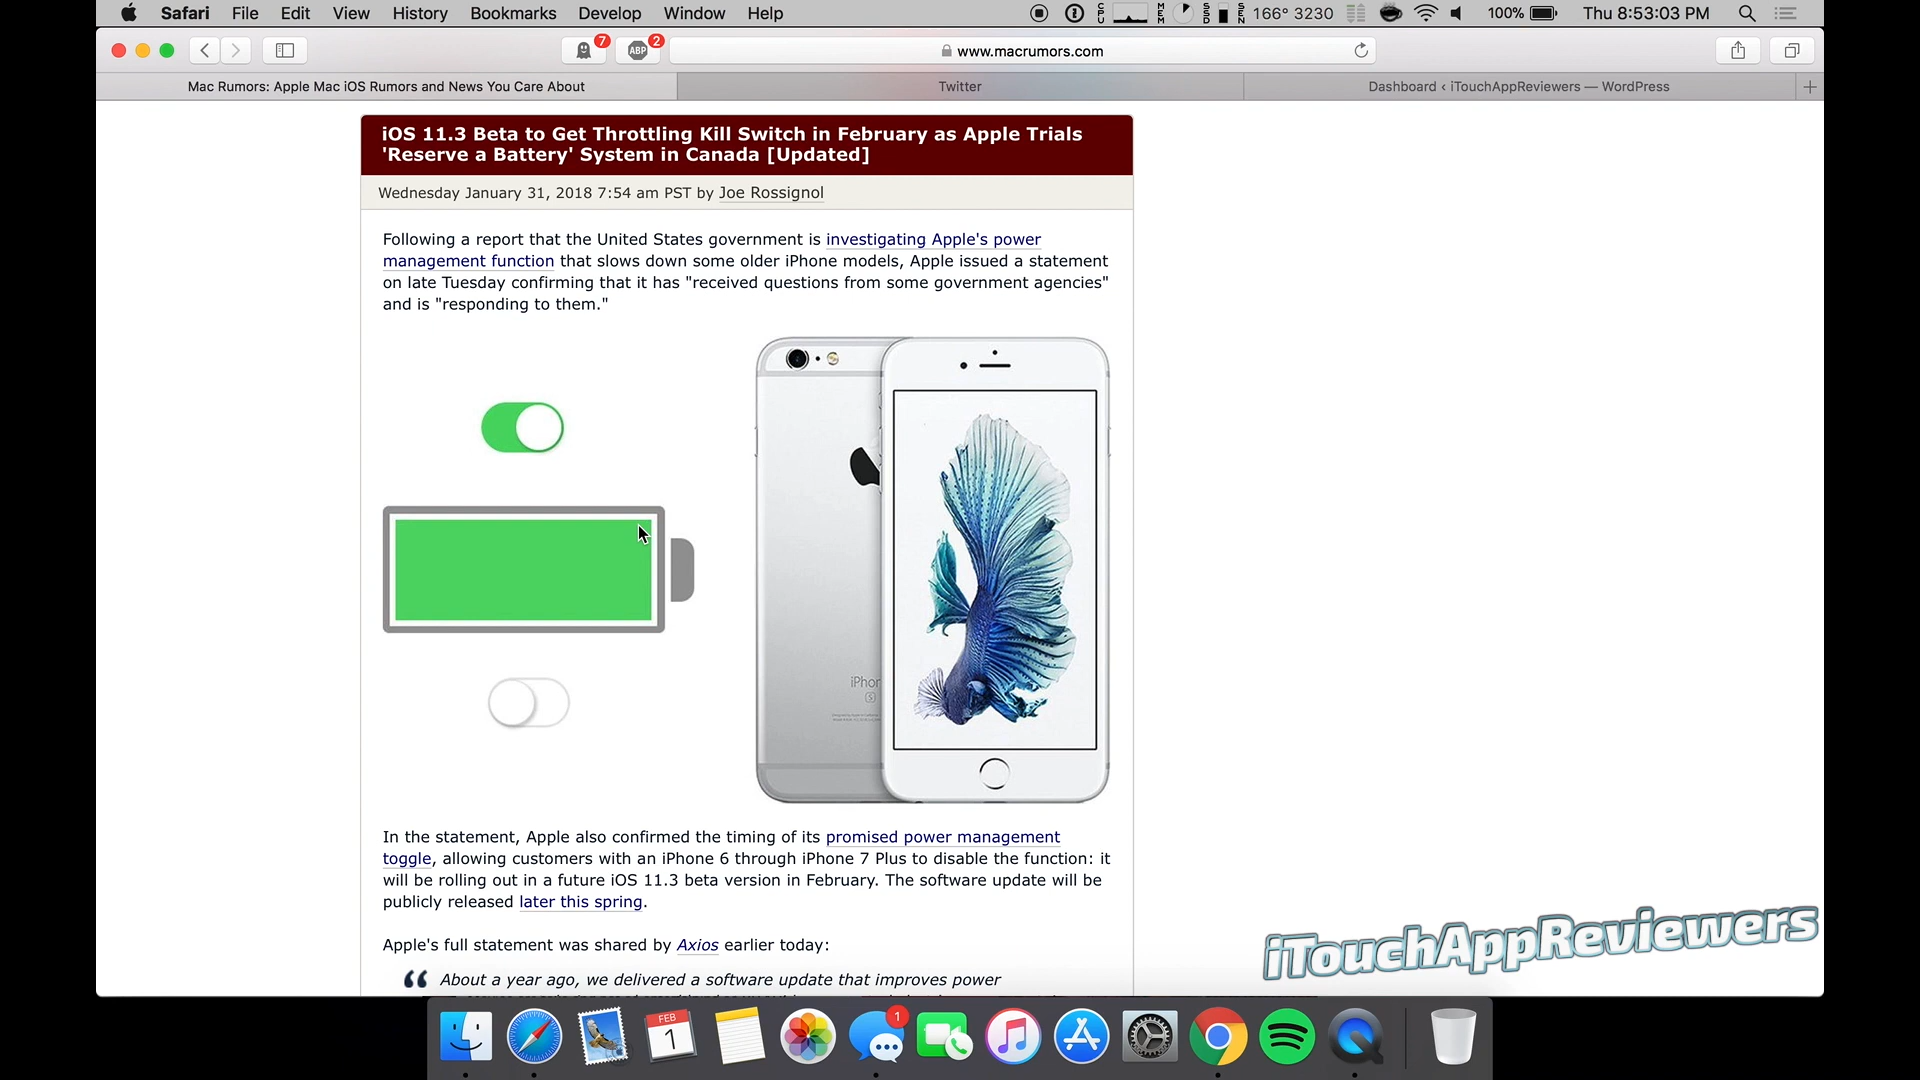 Safari File Edit View History Bookmarks Develop Window Help
CPU MEM SSD SEN 166° 3230 100% Thu 8:53:03 PM
7 ABP 2 www.macrumors.com
Mac Rumors: Apple Mac iOS Rumors and News You Care About
Twitter
Dashboard ‹ iTouchAppReviewers — WordPress
iOS 11.3 Beta to Get Throttling Kill Switch in February as Apple Trials
'Reserve a Battery' System in Canada [Updated]
Wednesday January 31, 2018 7:54 am PST by Joe Rossignol
Following a report that the United States government is investigating Apple's power
management function that slows down some older iPhone models, Apple issued a statement
on late Tuesday confirming that it has "received questions from some government agencies"
and is "responding to them."
iPhon
S
In the statement, Apple also confirmed the timing of its promised power management
toggle, allowing customers with an iPhone 6 through iPhone 7 Plus to disable the function: it
will be rolling out in a future iOS 11.3 beta version in February. The software update will be
publicly released later this spring.
Apple's full statement was shared by Axios earlier today:
About a year ago, we delivered a software update that improves power
iTouchAppReviewers
FEB
1
1